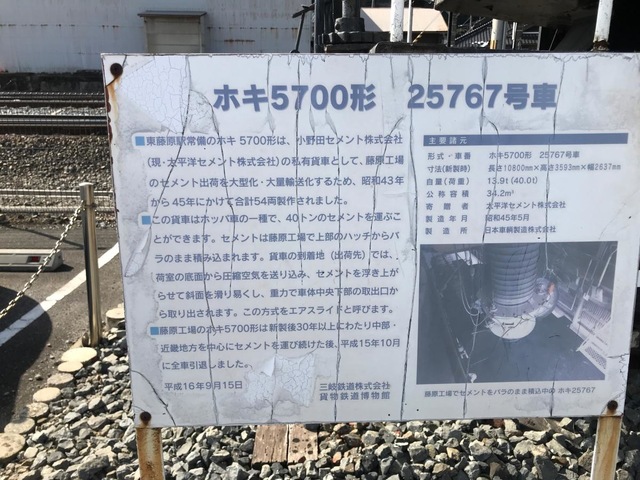 ホキ5700形 25767号車
■東藤原駅常備のホキ 5700形は、小野田セメント株式会社
(現・太平洋セメント株式会社)の私有貨車として、藤原工場
のセメント出荷を大型化・大量輸送化するため、昭和43年
から45年にかけて合計54両製作されました。
■この貨車はホッパ車の一種で、40トンのセメントを運ぶこ
とができます。セメントは藤原工場で上部のハッチからバ
ラのまま積み込まれます。貨車の到着地(出荷先)では、
荷室の底面から圧縮空気を送り込み、セメントを浮き上が
らせて斜面を滑り易くし、重力で車体中央下部の取出口か
ら取り出されます。この方式をエアスライドと呼びます。
■藤原工場のホキ5700形は新製後30年以上にわたり中部・
近畿地方を中心にセメントを運び続けた後、平成15年10月
に全車引退しました。
平成16年9月15日 三岐鉄道株式会社
貨物鉄道博物館
主要諸元
形式・車番 ホキ5700形 25767号車
寸法(新製時) 長さ10800mm×高さ3593mm×幅2637mm
自重(荷重) 13.9t(40.0t)
公称容積 34.2m³
寄贈者 太平洋セメント株式会社
製造年月 昭和45年5月
製造所 日本車輌製造株式会社
藤原工場でセメントをバラのまま積込中の ホキ25767